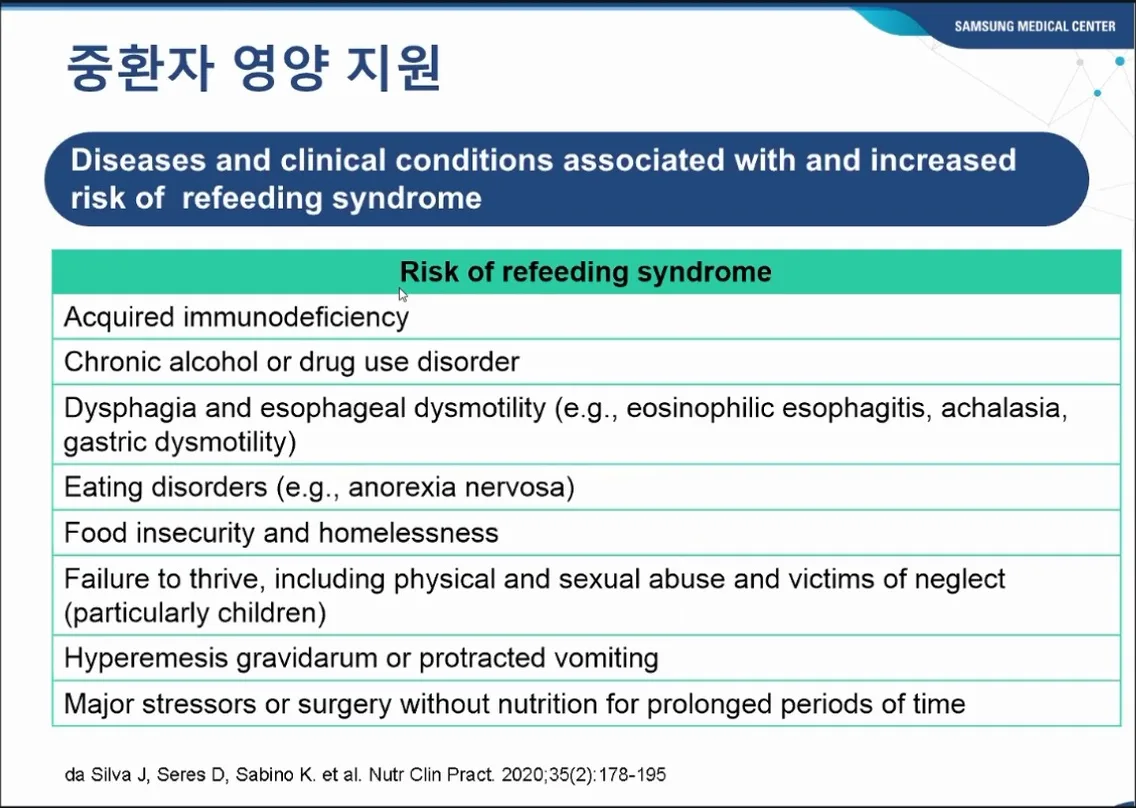 SAMSUNG MEDICAL CENTER
중환자 영양 지원
Diseases and clinical conditions associated with and increased
risk of  refeeding syndrome
Risk of refeeding syndrome
Acquired immunodeficiency
Chronic alcohol or drug use disorder
Dysphagia and esophageal dysmotility (e.g., eosinophilic esophagitis, achalasia,
gastric dysmotility)
Eating disorders (e.g., anorexia nervosa)
Food insecurity and homelessness
Failure to thrive, including physical and sexual abuse and victims of neglect
(particularly children)
Hyperemesis gravidarum or protracted vomiting
Major stressors or surgery without nutrition for prolonged periods of time
da Silva J, Seres D, Sabino K. et al. Nutr Clin Pract. 2020;35(2):178-195